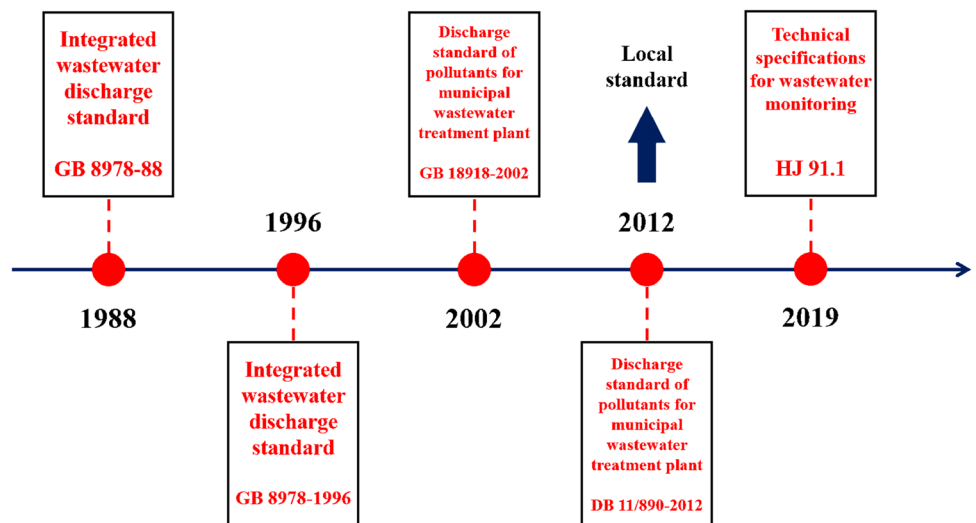 Integrated
wastewater
discharge
standard
GB 8978-88
1988
1996
Integrated
wastewater
discharge
standard
GB 8978-1996
Discharge
standard of
pollutants for
municipal
wastewater
treatment plant
GB 18918-2002
2002
Local
standard
2012
Discharge
standard of
pollutants for
municipal
wastewater
treatment plant
DB 11/890-2012
Technical
specifications
for wastewater
monitoring
HJ 91.1
2019